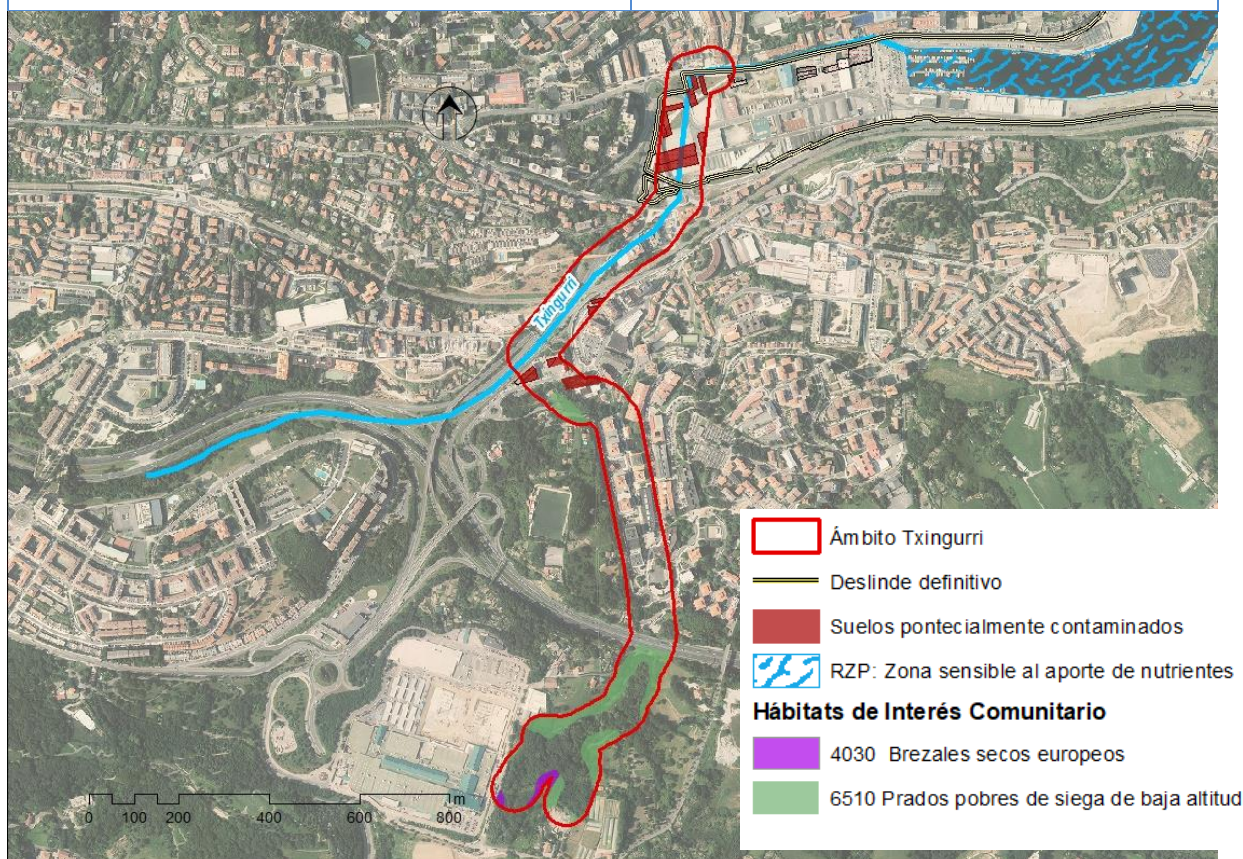 Txingurri
Ámbito Txingurri
Deslinde definitivo
Suelos pontecialmente contaminados
RZP: Zona sensible al aporte de nutrientes
Hábitats de Interés Comunitario
4030 Brezales secos europeos
6510 Prados pobres de siega de baja altitud
m
0 100 200 400 600 800